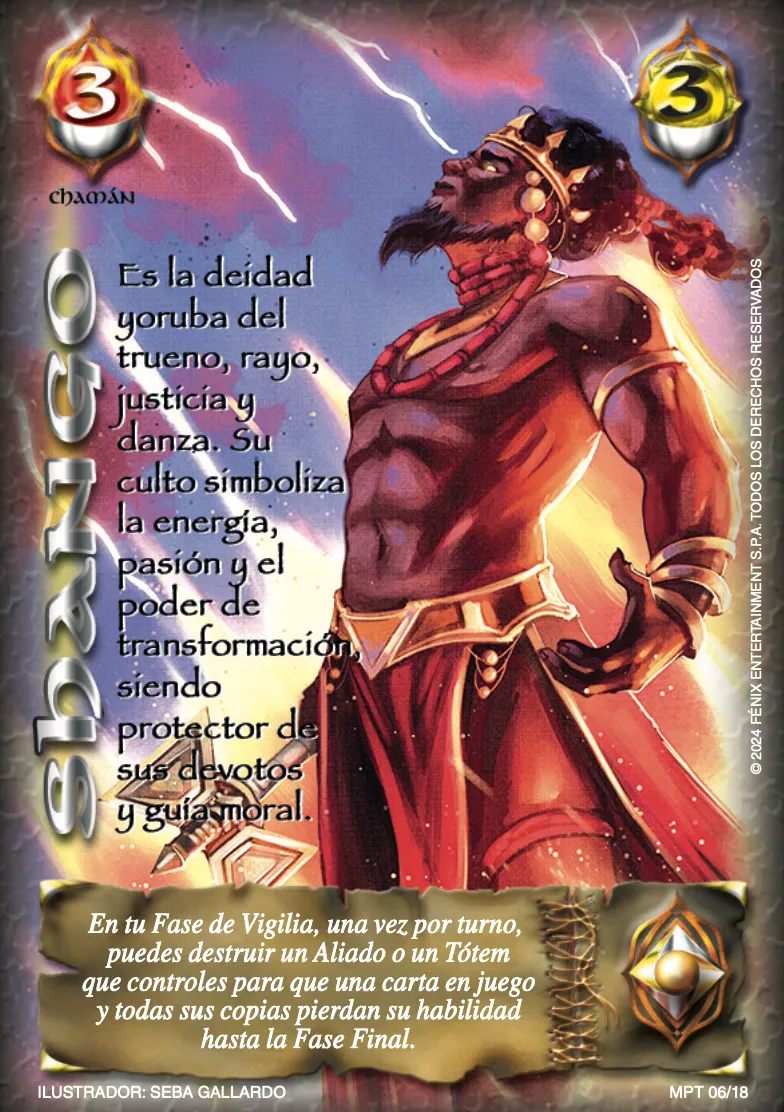 3
3
chamán
Shango
Es la deidad
yoruba del
trueno, rayo,
justicia y
danza. Su
culto simboliza
la energía,
pasión y el
poder de
transformación,
siendo
protector de
sus devotos
y guía moral.
© 2024 FÉNIX ENTERTAINMENT S.P.A. TODOS LOS DERECHOS RESERVADOS
En tu Fase de Vigilia, una vez por turno,
puedes destruir un Aliado o un Tótem
que controles para que una carta en juego
y todas sus copias pierdan su habilidad
hasta la Fase Final.
ILUSTRADOR: SEBA GALLARDO
MPT 06/18